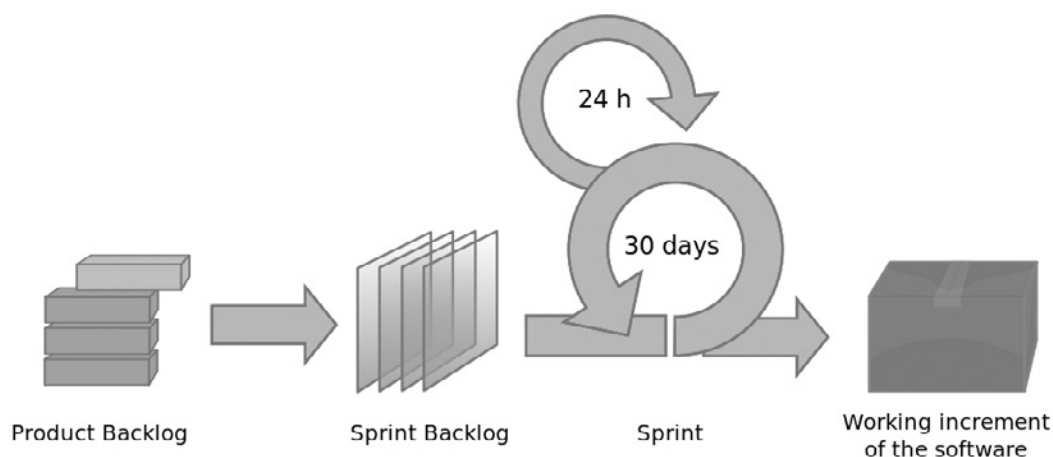 24 h
30 days
Product Backlog
Sprint Backlog
Sprint
Working increment
of the software